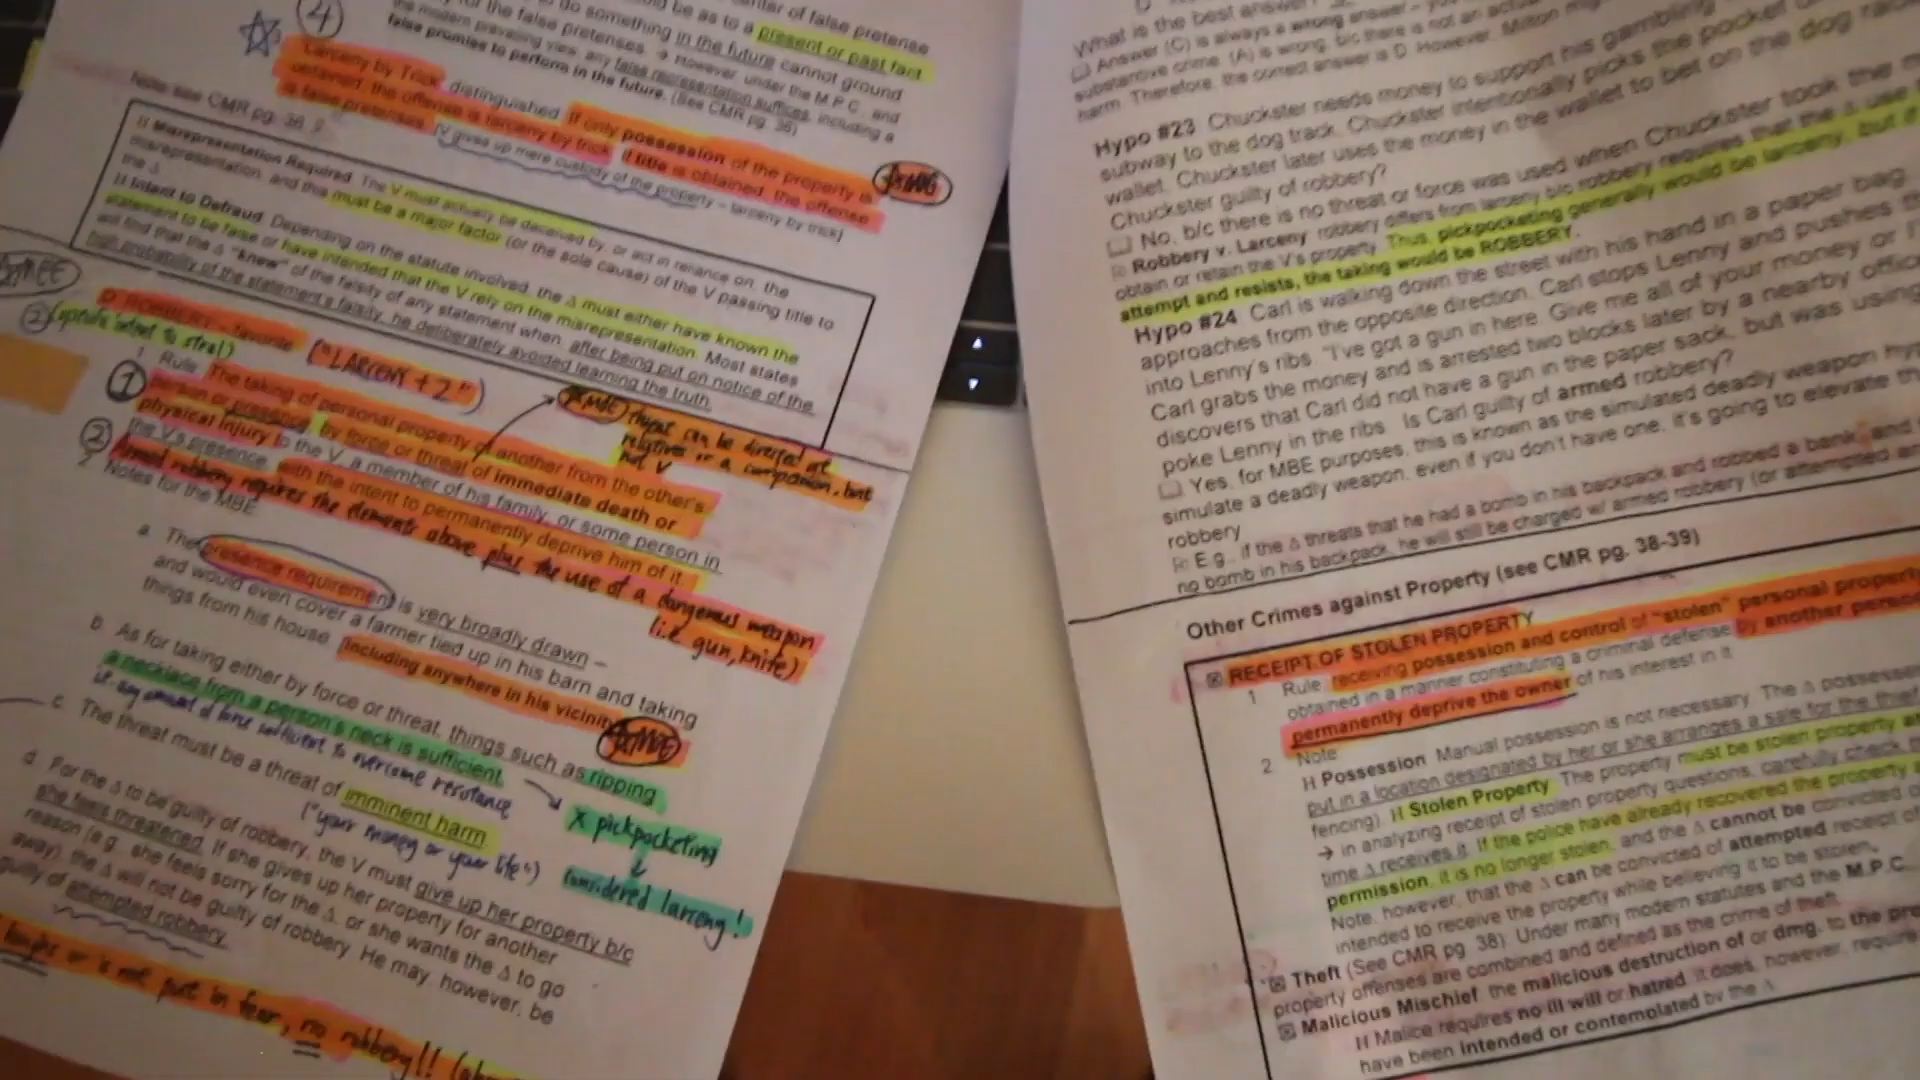 ④
center of false pretense
be as to a present or past fact
do something in the future cannot ground
for the false pretenses. → However, under the M.P.C. and
the modern prevailing view, any false representation suffices, including a
false promise to perform in the future. (See CMR pg. 36)
Larceny by Trick distinguished. If only possession of the property is
obtained, the offense is larceny by trick. If title is obtained, the offense
is false pretenses. [V gives up mere custody of the property – larceny by trick]
Note see CMR pg. 36
Misrepresentation Required. The V must actually be deceived by, or act in reliance on, the
misrepresentation, and this must be a major factor (or the sole cause) of the V passing title to
the Δ
Intent to Defraud. Depending on the statute involved, the Δ must either have known the
statement to be false or have intended that the V rely on the misrepresentation. Most states
will find that the Δ "knew" of the falsity of any statement when, after being put on notice of the
high probability of the statement's falsity, he deliberately avoided learning the truth.
D. ROBBERY – favorite ("LARCENY + 2")
② (requires intent to steal)
1. Rule: The taking of personal property of another from the other's
person or presence by force or threat of immediate death or
physical injury to the V, a member of his family, or some person in
the V's presence, with the intent to permanently deprive him of it.
*MBE threat can be directed at
relatives or a companion, but
not V
Armed robbery requires the elements above plus the use of a dangerous weapon
(i.e. gun, knife)
2. Notes for the MBE
a. The presence requirement is very broadly drawn –
and would even cover a farmer tied up in his barn and taking
things from his house. (including anywhere in his vicinity)
*MBE
b. As for taking either by force or threat, things such as ripping
a necklace from a person's neck is sufficient.
is any amount of force sufficient to overcome resistance
X pickpocketing
↓
considered larceny!
c. The threat must be a threat of imminent harm.
("your money or your life")
d. For the Δ to be guilty of robbery, the V must give up her property b/c
she feels threatened. If she gives up her property for another
reason (e.g. she feels sorry for the Δ, or she wants the Δ to go
away), the Δ will not be guilty of robbery. He may, however, be
guilty of attempted robbery.
laughs or is not put in fear, no robbery!!
What is the best answer?
Answer (C) is always a wrong answer –
substantive crime. (A) is wrong, b/c there is not an actual
harm. Therefore, the correct answer is D. However, Milton
Hypo #23 Chuckster needs money to support his gambling
subway to the dog track. Chuckster intentionally picks the pocket
wallet. Chuckster later uses the money in the wallet to bet on the dog
Chuckster guilty of robbery?
No, b/c there is no threat or force was used when Chuckster took the
Robbery v. Larceny robbery differs from larceny b/c robbery requires that the Δ use
obtain or retain the V's property. Thus, pickpocketing generally would be larceny, but if
attempt and resists, the taking would be ROBBERY.
Hypo #24 Carl is walking down the street with his hand in a paper bag.
approaches from the opposite direction. Carl stops Lenny and pushes
into Lenny's ribs. "I've got a gun in here. Give me all of your money or
Carl grabs the money and is arrested two blocks later by a nearby
discovers that Carl did not have a gun in the paper sack, but was using
poke Lenny in the ribs. Is Carl guilty of armed robbery?
Yes, for MBE purposes, this is known as the simulated deadly weapon
simulate a deadly weapon, even if you don't have one, it's going to elevate
robbery
E.g., if the Δ threats that he had a bomb in his backpack and robbed a bank and
no bomb in his backpack, he will still be charged w/ armed robbery (or attempted
Other Crimes against Property (see CMR pg. 38-39)
RECEIPT OF STOLEN PROPERTY
1. Rule: receiving possession and control of "stolen" personal property
obtained in a manner constituting a criminal defense by another person
permanently deprive the owner of his interest in it
2. Note
Possession. Manual possession is not necessary. The Δ possesses
put in a location designated by her or she arranges a sale for the thief
fencing). Stolen Property. The property must be stolen property
→ in analyzing receipt of stolen property questions, carefully check
time Δ receives it. If the police have already recovered the property
permission, it is no longer stolen, and the Δ cannot be convicted
Note, however, that the Δ can be convicted of attempted receipt of
intended to receive the property while believing it to be stolen.
(See CMR pg. 38). Under many modern statutes and the M.P.C.
Theft (See CMR pg. 38)
property offenses are combined and defined as the crime of theft.
Malicious Mischief the malicious destruction of or dmg. to the
Malice requires no ill will or hatred. It does, however, require
have been intended or contemplated by the Δ